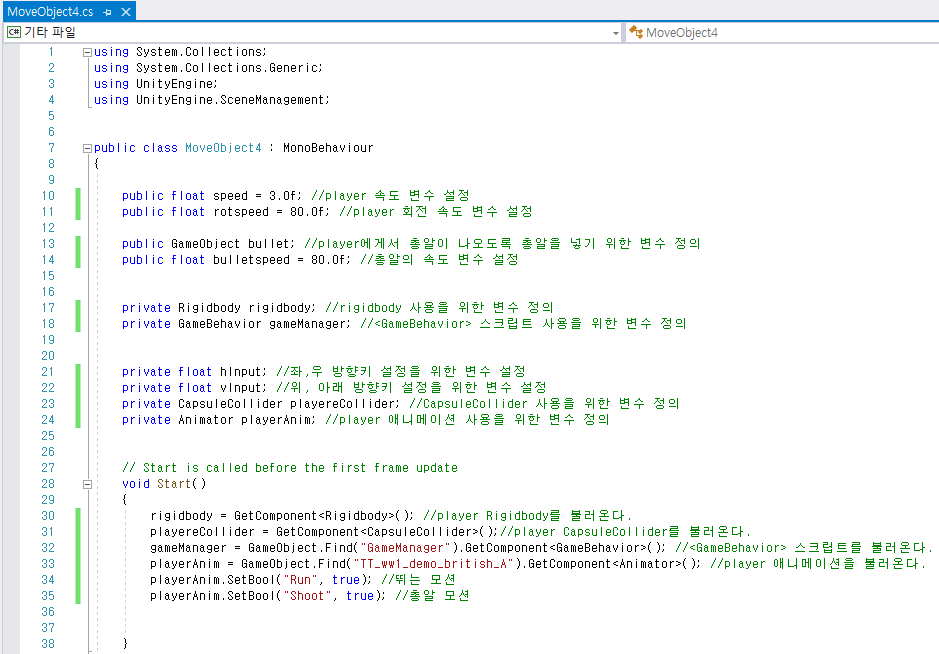 MoveObject4.cs
C# 기타 파일
MoveObject4
1 using System.Collections;
2 using System.Collections.Generic;
3 using UnityEngine;
4 using UnityEngine.SceneManagement;
5
6
7 public class MoveObject4 : MonoBehaviour
8 {
9
10 public float speed = 3.0f; //player 속도 변수 설정
11 public float rotspeed = 80.0f; //player 회전 속도 변수 설정
12
13 public GameObject bullet; //player에게서 총알이 나오도록 총알을 넣기 위한 변수 정의
14 public float bulletspeed = 80.0f; //총알의 속도 변수 설정
15
16
17 private Rigidbody rigidbody; //rigidbody 사용을 위한 변수 정의
18 private GameBehavior gameManager; //<GameBehavior> 스크립트 사용을 위한 변수 정의
19
20
21 private float hInput; //좌,우 방향키 설정을 위한 변수 설정
22 private float vInput; //위, 아래 방향키 설정을 위한 변수 설정
23 private CapsuleCollider playereCollider; //CapsuleCollider 사용을 위한 변수 정의
24 private Animator playerAnim; //player 애니메이션 사용을 위한 변수 정의
25
26
27 // Start is called before the first frame update
28 void Start()
29 {
30 rigidbody = GetComponent<Rigidbody>(); //player Rigidbody를 불러온다.
31 playereCollider = GetComponent<CapsuleCollider>();//player CapsuleCollider를 불러온다.
32 gameManager = GameObject.Find("GameManager").GetComponent<GameBehavior>(); //<GameBehavior> 스크립트를 불러온다.
33 playerAnim = GameObject.Find("TT_ww1_demo_british_A").GetComponent<Animator>(); //player 애니메이션을 불러온다.
34 playerAnim.SetBool("Run", true); //뛰는 모션
35 playerAnim.SetBool("Shoot", true); //총알 모션
36
37
38 }